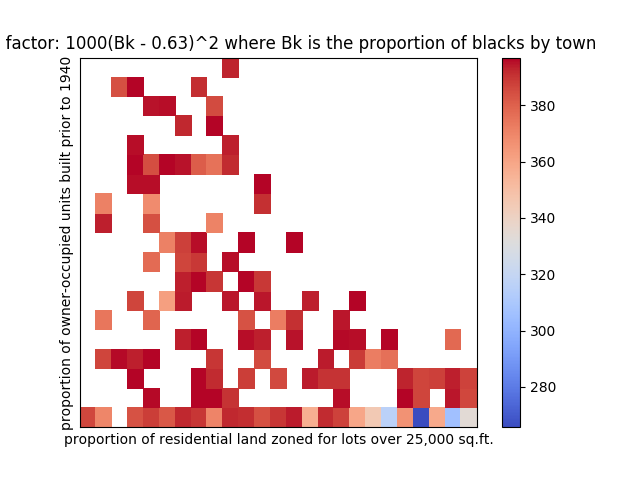 factor: 1000(Bk - 0.63)^2 where Bk is the proportion of blacks by town
proportion of owner-occupied units built prior to 1940
proportion of residential land zoned for lots over 25,000 sq.ft.
380
360
340
320
300
280